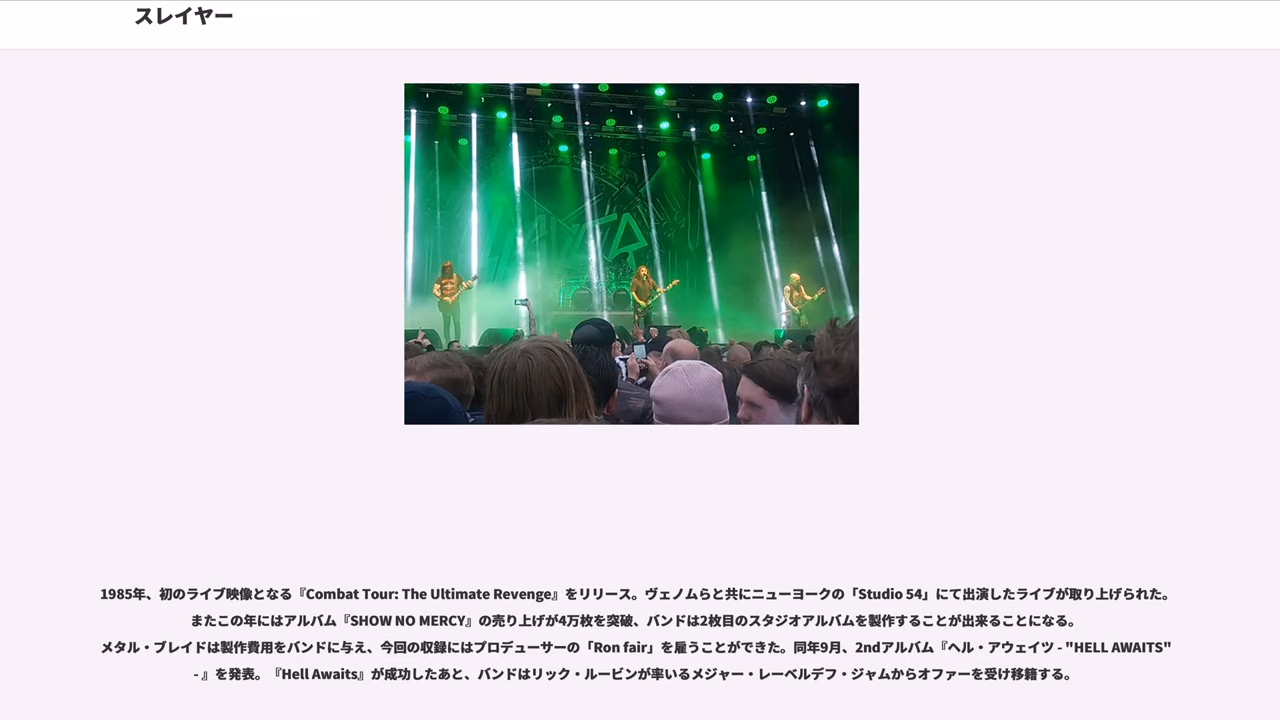 スレイヤー
1985年、初のライブ映像となる『Combat Tour: The Ultimate Revenge』をリリース。ヴェノムらと共にニューヨークの「Studio 54」にて出演したライブが取り上げられた。
またこの年にはアルバム『SHOW NO MERCY』の売り上げが4万枚を突破、バンドは2枚目のスタジオアルバムを製作することが出来ることになる。
メタル・ブレイドは製作費用をバンドに与え、今回の収録にはプロデューサーの「Ron fair」を雇うことができた。同年9月、2ndアルバム『ヘル・アウェイツ - "HELL AWAITS"
- 』を発表。『Hell Awaits』が成功したあと、バンドはリック・ルービンが率いるメジャー・レーベルデフ・ジャムからオファーを受け移籍する。